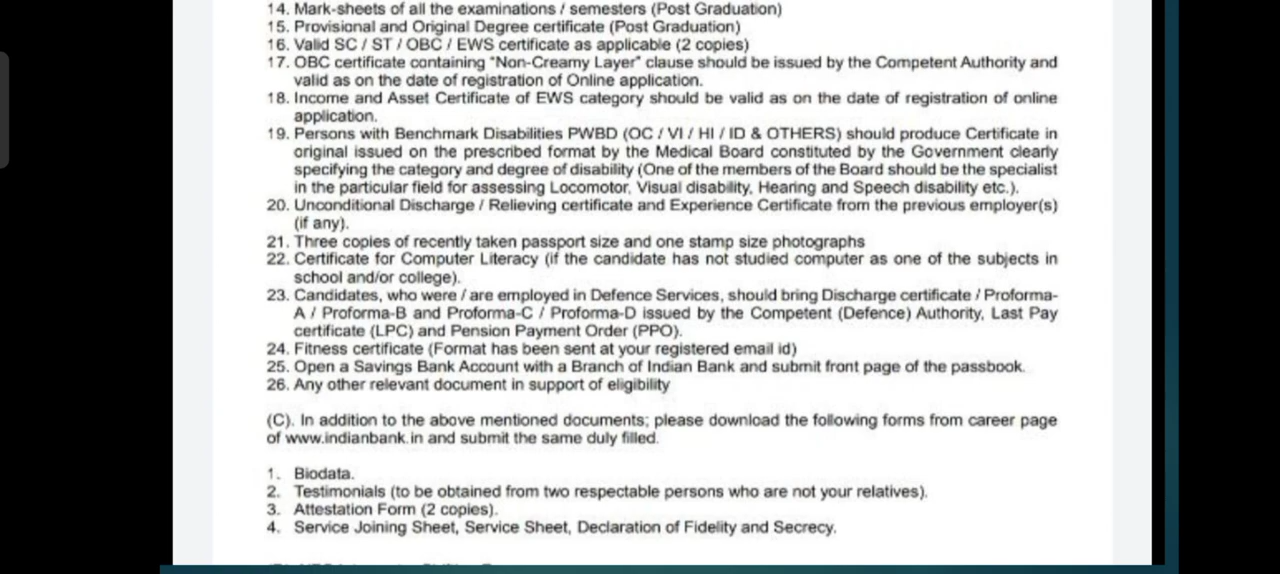 14. Mark-sheets of all the examinations / semesters (Post Graduation)
15. Provisional and Original Degree certificate (Post Graduation)
16. Valid SC / ST / OBC / EWS certificate as applicable (2 copies)
17. OBC certificate containing "Non-Creamy Layer" clause should be issued by the Competent Authority and
valid as on the date of registration of Online application.
18. Income and Asset Certificate of EWS category should be valid as on the date of registration of online
application.
19. Persons with Benchmark Disabilities PWBD (OC / VI / HI / ID & OTHERS) should produce Certificate in
original issued on the prescribed format by the Medical Board constituted by the Government clearly
specifying the category and degree of disability (One of the members of the Board should be the specialist
in the particular field for assessing Locomotor, Visual disability, Hearing and Speech disability etc.).
20. Unconditional Discharge / Relieving certificate and Experience Certificate from the previous employer(s)
(if any).
21. Three copies of recently taken passport size and one stamp size photographs
22. Certificate for Computer Literacy (if the candidate has not studied computer as one of the subjects in
school and/or college).
23. Candidates, who were / are employed in Defence Services, should bring Discharge certificate / Proforma-
A / Proforma-B and Proforma-C / Proforma-D issued by the Competent (Defence) Authority, Last Pay
certificate (LPC) and Pension Payment Order (PPO).
24. Fitness certificate (Format has been sent at your registered email id)
25. Open a Savings Bank Account with a Branch of Indian Bank and submit front page of the passbook.
26. Any other relevant document in support of eligibility
(C). In addition to the above mentioned documents; please download the following forms from career page
of www.indianbank.in and submit the same duly filled.
1. Biodata.
2. Testimonials (to be obtained from two respectable persons who are not your relatives).
3. Attestation Form (2 copies).
4. Service Joining Sheet, Service Sheet, Declaration of Fidelity and Secrecy.